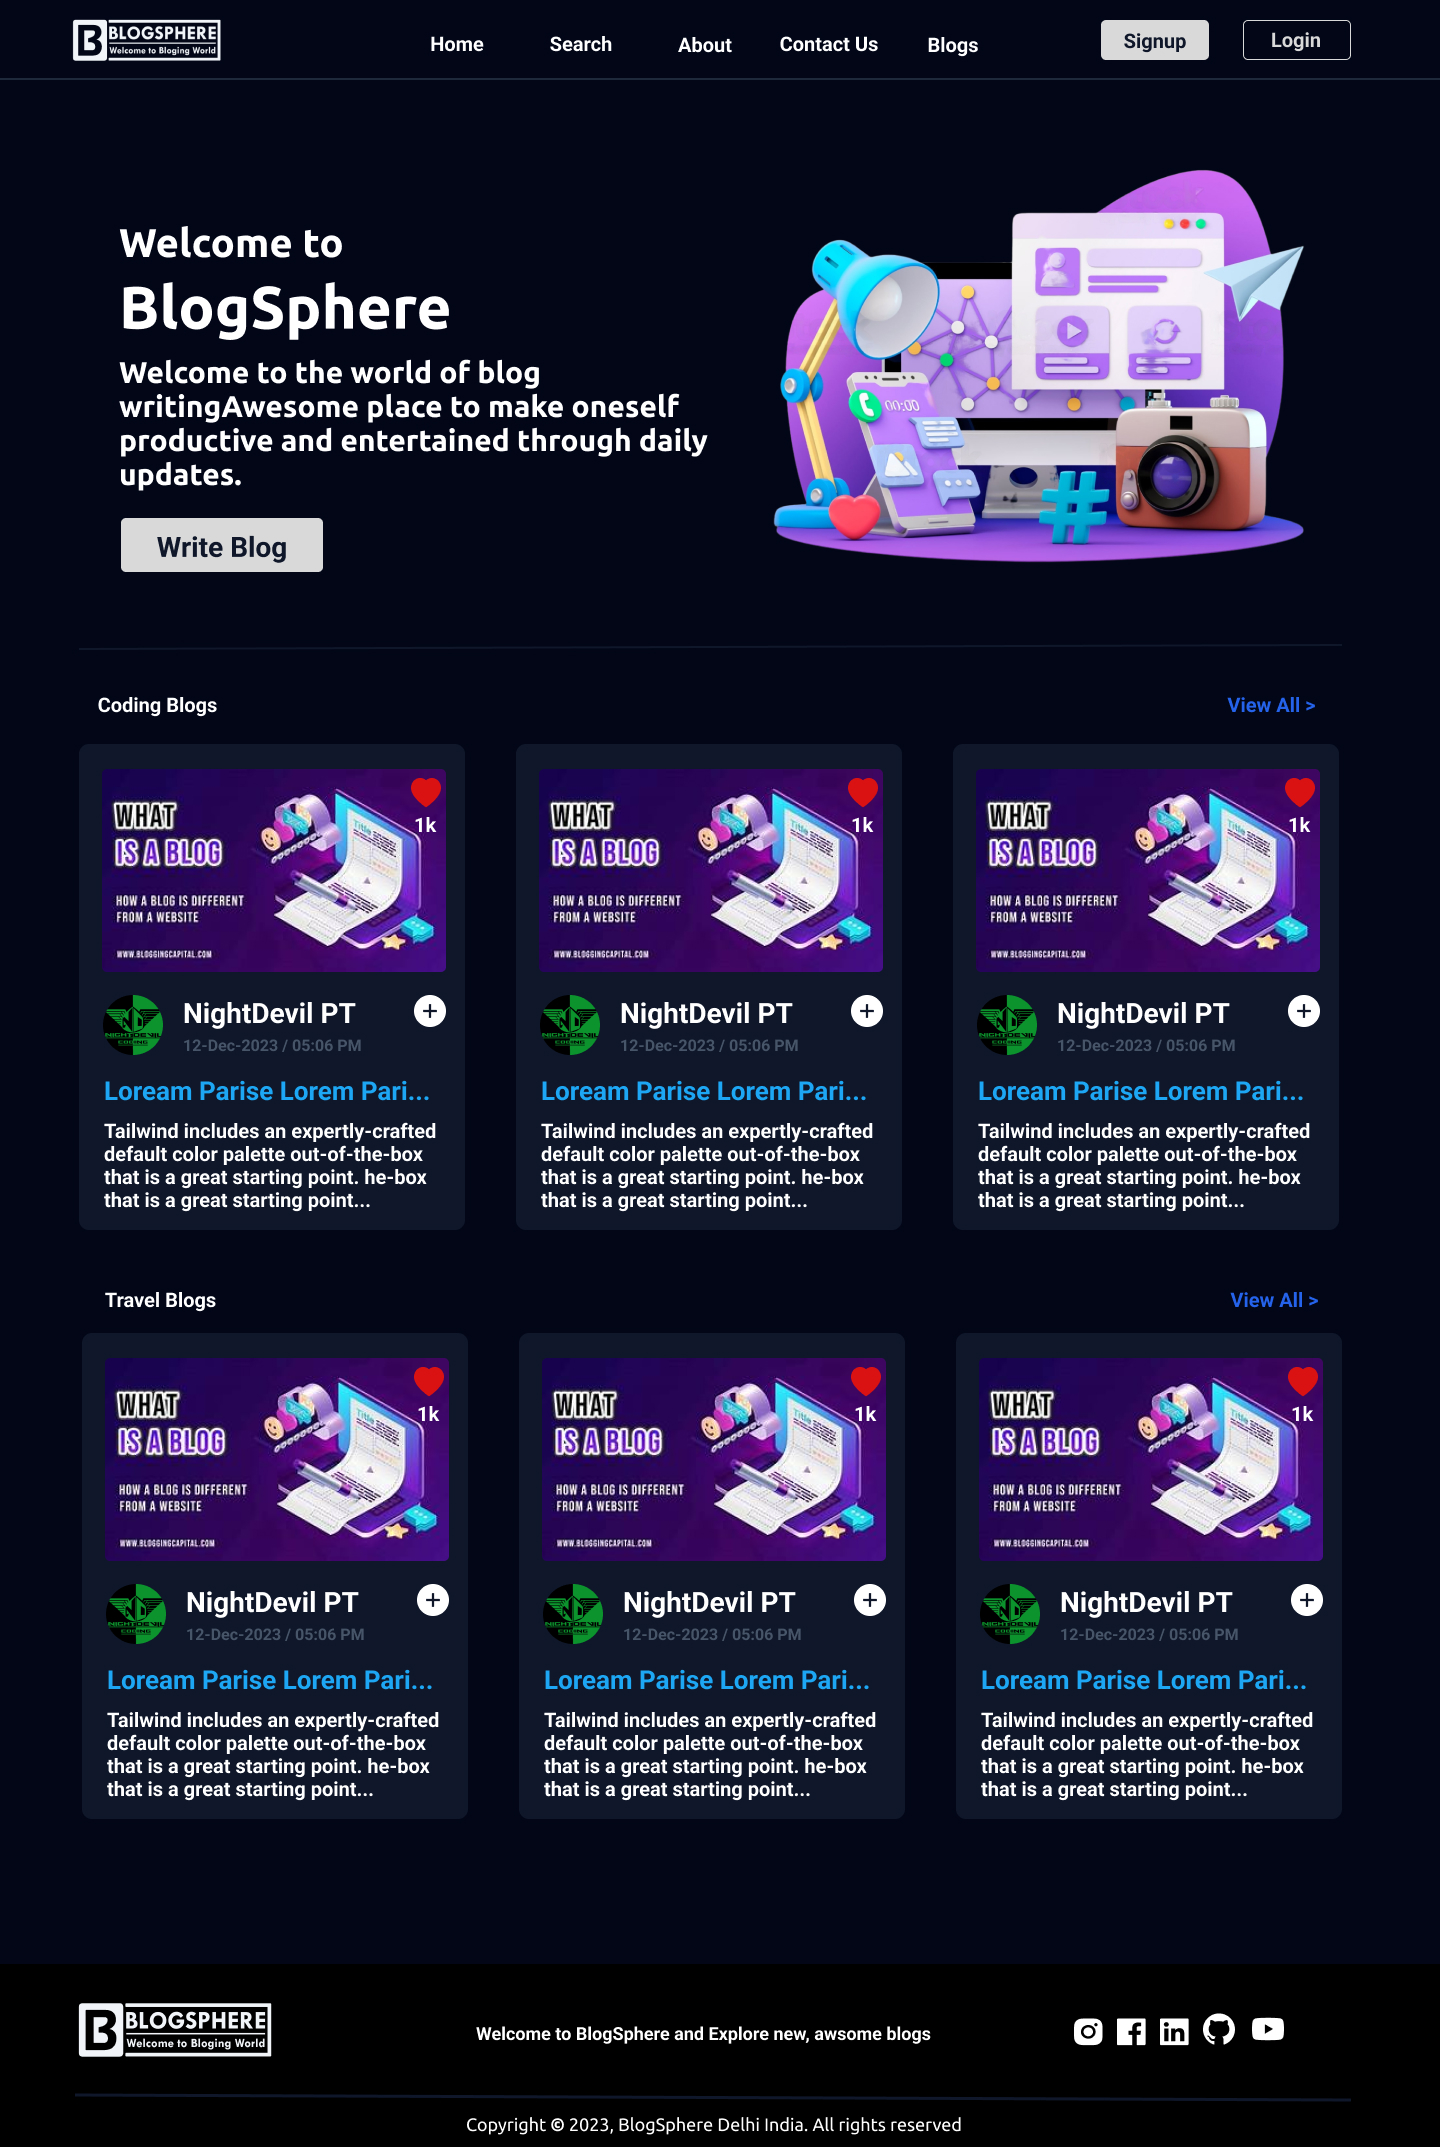 BLOGSPHERE
Welcome to Bloging World
Home
Search
About
Contact Us
Blogs
Signup
Login
Welcome to
BlogSphere
Welcome to the world of blog
writingAwesome place to make oneself
productive and entertained through daily
updates.
Write Blog
00:00
#
Coding Blogs
View All >
WHAT
IS A BLOG
HOW A BLOG IS DIFFERENT
FROM A WEBSITE
WWW.BLOGGINGCAPITAL.COM
Title
1k
NIGHTDEVIL
CODING
NightDevil PT
12-Dec-2023 / 05:06 PM
Loream Parise Lorem Pari...
Tailwind includes an expertly-crafted
default color palette out-of-the-box
that is a great starting point. he-box
that is a great starting point...
WHAT
IS A BLOG
HOW A BLOG IS DIFFERENT
FROM A WEBSITE
WWW.BLOGGINGCAPITAL.COM
Title
1k
NIGHTDEVIL
CODING
NightDevil PT
12-Dec-2023 / 05:06 PM
Loream Parise Lorem Pari...
Tailwind includes an expertly-crafted
default color palette out-of-the-box
that is a great starting point. he-box
that is a great starting point...
WHAT
IS A BLOG
HOW A BLOG IS DIFFERENT
FROM A WEBSITE
WWW.BLOGGINGCAPITAL.COM
Title
1k
NIGHTDEVIL
CODING
NightDevil PT
12-Dec-2023 / 05:06 PM
Loream Parise Lorem Pari...
Tailwind includes an expertly-crafted
default color palette out-of-the-box
that is a great starting point. he-box
that is a great starting point...
Travel Blogs
View All >
WHAT
IS A BLOG
HOW A BLOG IS DIFFERENT
FROM A WEBSITE
WWW.BLOGGINGCAPITAL.COM
Title
1k
NIGHTDEVIL
CODING
NightDevil PT
12-Dec-2023 / 05:06 PM
Loream Parise Lorem Pari...
Tailwind includes an expertly-crafted
default color palette out-of-the-box
that is a great starting point. he-box
that is a great starting point...
WHAT
IS A BLOG
HOW A BLOG IS DIFFERENT
FROM A WEBSITE
WWW.BLOGGINGCAPITAL.COM
Title
1k
NIGHTDEVIL
CODING
NightDevil PT
12-Dec-2023 / 05:06 PM
Loream Parise Lorem Pari...
Tailwind includes an expertly-crafted
default color palette out-of-the-box
that is a great starting point. he-box
that is a great starting point...
WHAT
IS A BLOG
HOW A BLOG IS DIFFERENT
FROM A WEBSITE
WWW.BLOGGINGCAPITAL.COM
Title
1k
NIGHTDEVIL
CODING
NightDevil PT
12-Dec-2023 / 05:06 PM
Loream Parise Lorem Pari...
Tailwind includes an expertly-crafted
default color palette out-of-the-box
that is a great starting point. he-box
that is a great starting point...
BLOGSPHERE
Welcome to Bloging World
Welcome to BlogSphere and Explore new, awsome blogs
Copyright © 2023, BlogSphere Delhi India. All rights reserved